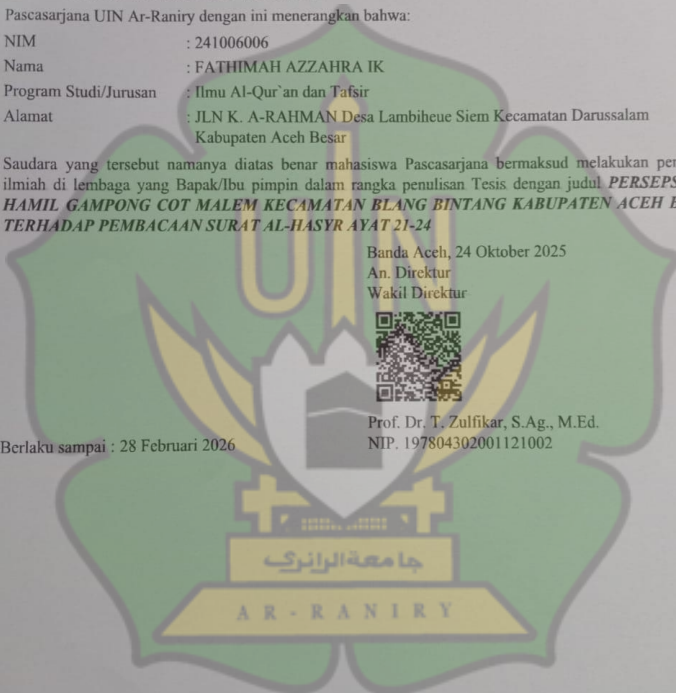 Pascasarjana UIN Ar-Raniry dengan ini menerangkan bahwa:
NIM : 241006006
Nama : FATHIMAH AZZAHRA IK
Program Studi/Jurusan : Ilmu Al-Qur`an dan Tafsir
Alamat : JLN K. A-RAHMAN Desa Lambiheue Siem Kecamatan Darussalam
Kabupaten Aceh Besar
Saudara yang tersebut namanya diatas benar mahasiswa Pascasarjana bermaksud melakukan pen
ilmiah di lembaga yang Bapak/Ibu pimpin dalam rangka penulisan Tesis dengan judul PERSEPS
HAMIL GAMPONG COT MALEM KECAMATAN BLANG BINTANG KABUPATEN ACEH B
TERHADAP PEMBACAAN SURAT AL-HASYR AYAT 21-24
Banda Aceh, 24 Oktober 2025
An. Direktur
Wakil Direktur
Prof. Dr. T. Zulfikar, S.Ag., M.Ed.
NIP. 197804302001121002
Berlaku sampai : 28 Februari 2026
UIN
جامعة الرانري
AR-RANIRY